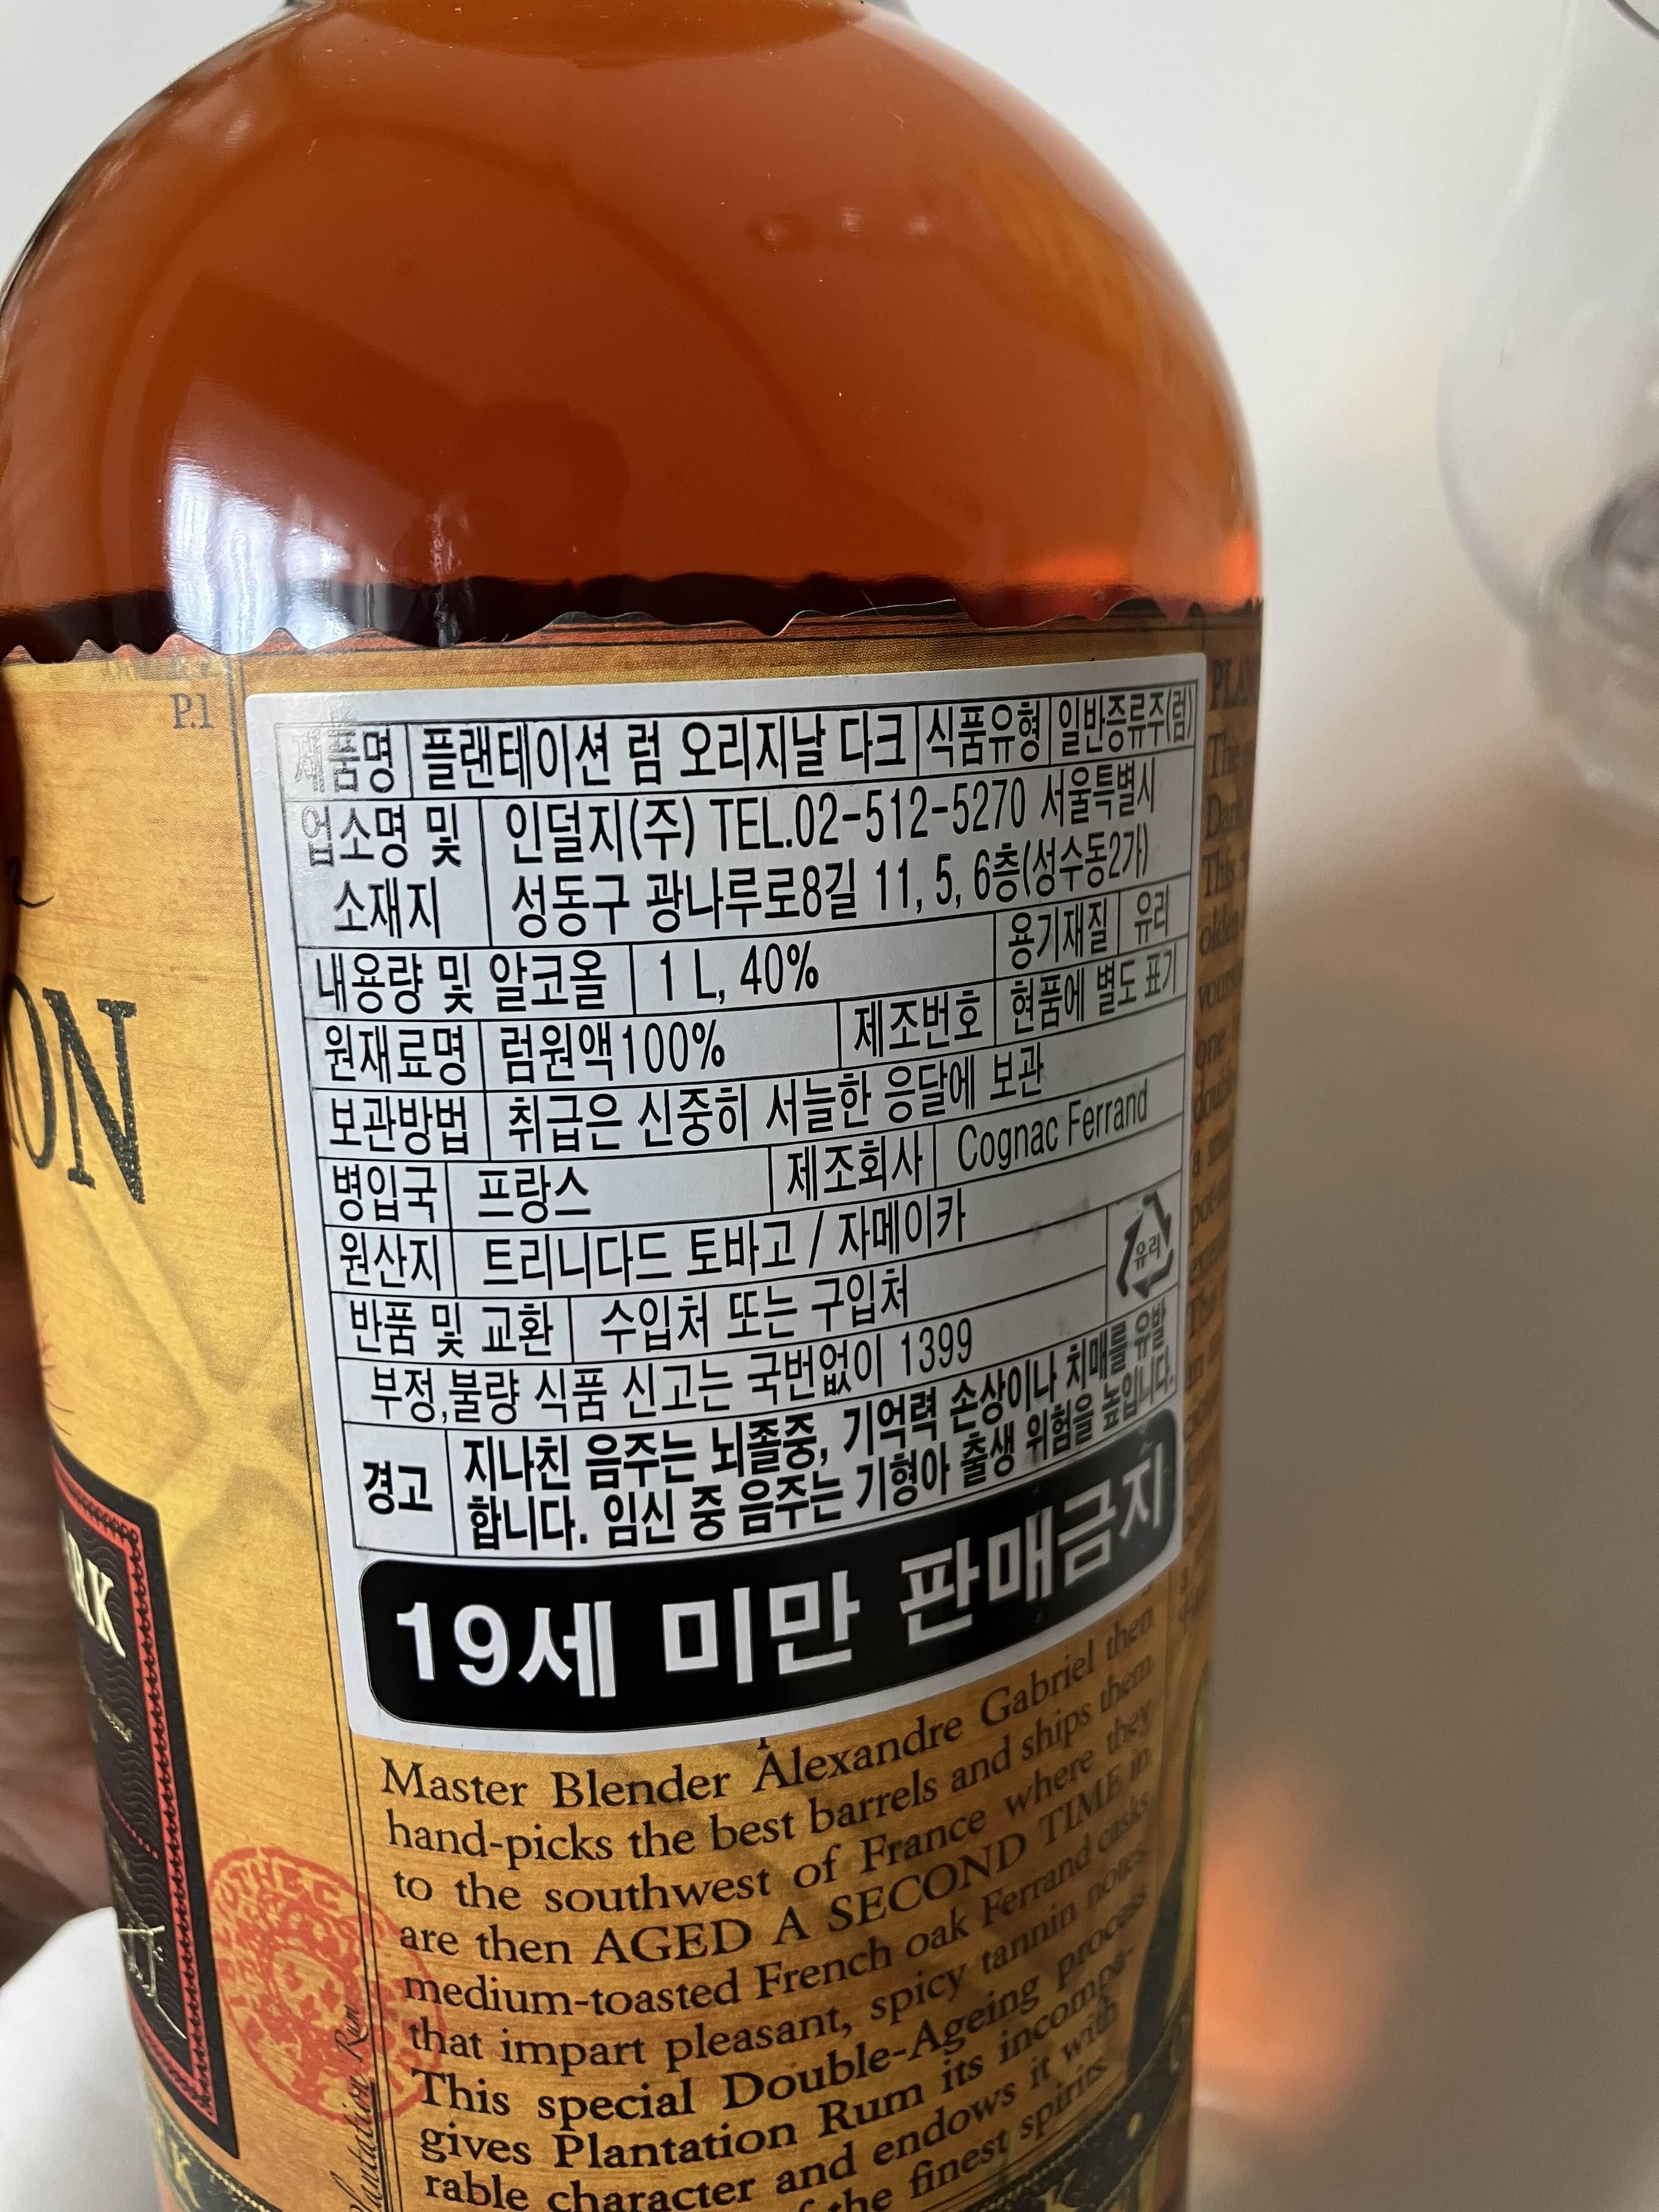 P.1
제품명 플랜테이션 럼 오리지날 다크 식품유형 일반증류주(럼)
업소명 및 소재지 인덜지(주) TEL.02-512-5270 서울특별시
성동구 광나루로8길 11, 5, 6층(성수동2가)
내용량 및 알코올 1 L, 40% 용기재질 유리
원재료명 럼원액100% 제조번호 현품에 별도 표기
보관방법 취급은 신중히 서늘한 응달에 보관
병입국 프랑스 제조회사 Cognac Ferrand
원산지 트리니다드 토바고 / 자메이카
유리
반품 및 교환 수입처 또는 구입처
부정,불량 식품 신고는 국번없이 1399
경고 지나친 음주는 뇌졸중, 기억력 손상이나 치매를 유발
합니다. 임신 중 음주는 기형아 출생 위험을 높입니다.
19세 미만 판매금지
Master Blender Alexandre Gabriel then
hand-picks the best barrels and ships them
to the southwest of France where they
are then AGED A SECOND TIME in
medium-toasted French oak Ferrand casks
that impart pleasant, spicy tannin notes
This special Double-Ageing process
gives Plantation Rum its incompa-
rable character and endows it with
the finest spirits
Plantation Rum